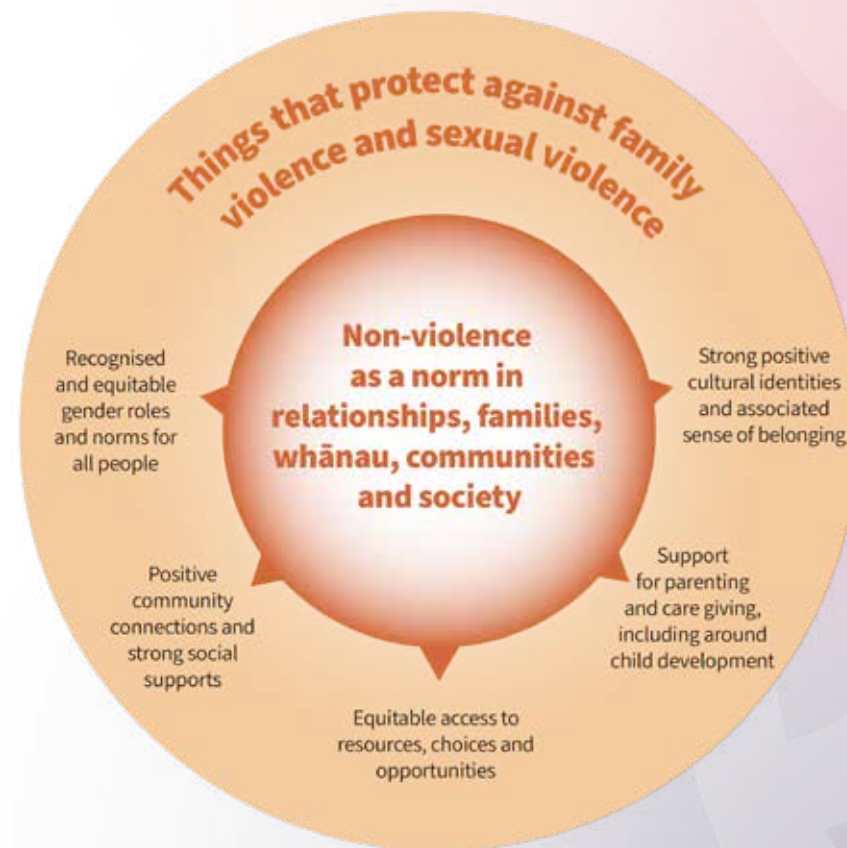 Things that protect against family
violence and sexual violence
Non-violence
as a norm in
relationships, families,
whānau, communities
and society
Recognised
and equitable
gender roles
and norms for
all people
Strong positive
cultural identities
and associated
sense of belonging
Positive
community
connections and
strong social
supports
Support
for parenting
and care giving,
including around
child development
Equitable access to
resources, choices and
opportunities